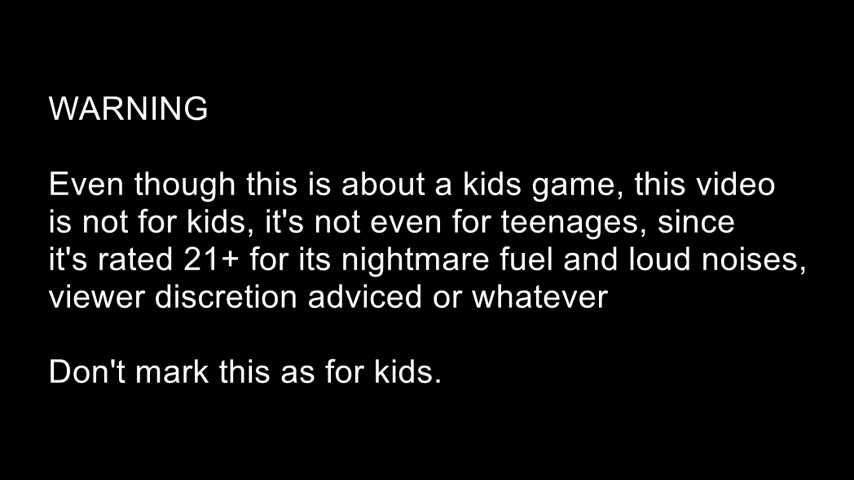 WARNING
Even though this is about a kids game, this video
is not for kids, it's not even for teenages, since
it's rated 21+ for its nightmare fuel and loud noises,
viewer discretion adviced or whatever
Don't mark this as for kids.